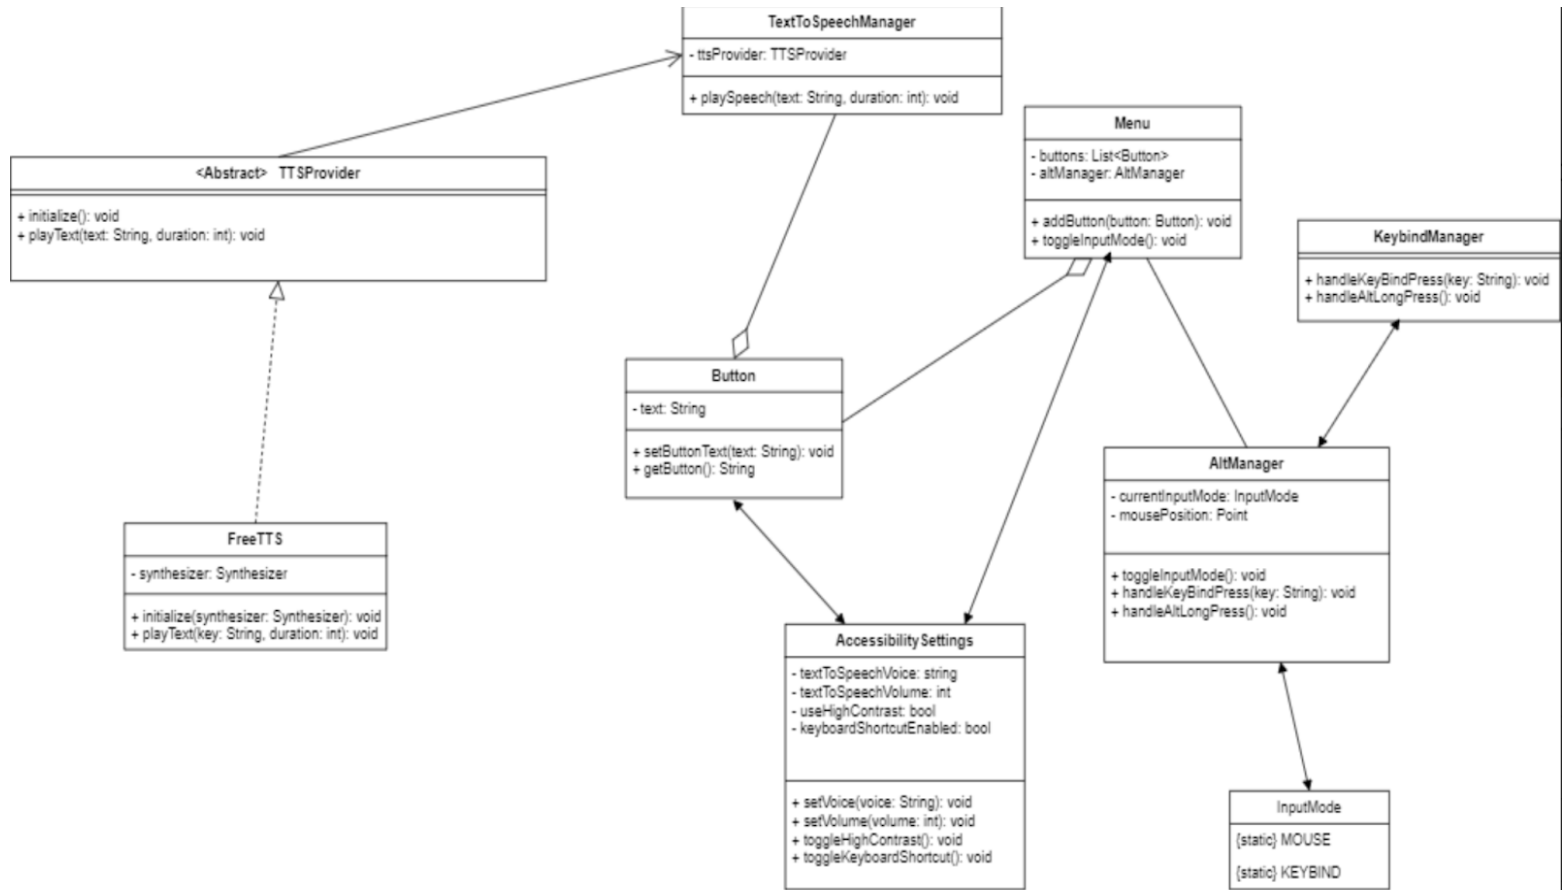 TextToSpeechManager
- ttsProvider: TTSProvider
+ playSpeech(text: String, duration: int): void
<Abstract> TTSProvider
+ initialize(): void
+ playText(text: String, duration: int): void
Menu
- buttons: List<Button>
- altManager: AltManager
+ addButton(button: Button): void
+ toggleInputMode(): void
KeybindManager
+ handleKeyBindPress(key: String): void
+ handleAltLongPress(): void
Button
- text: String
+ setButtonText(text: String): void
+ getButton(): String
AltManager
- currentInputMode: InputMode
- mousePosition: Point
+ toggleInputMode(): void
+ handleKeyBindPress(key: String): void
+ handleAltLongPress(): void
FreeTTS
- synthesizer: Synthesizer
+ initialize(synthesizer: Synthesizer): void
+ playText(key: String, duration: int): void
AccessibilitySettings
- textToSpeechVoice: string
- textToSpeechVolume: int
- useHighContrast: bool
- keyboardShortcutEnabled: bool
+ setVoice(voice: String): void
+ setVolume(volume: int): void
+ toggleHighContrast(): void
+ toggleKeyboardShortcut(): void
InputMode
{static} MOUSE
{static} KEYBIND